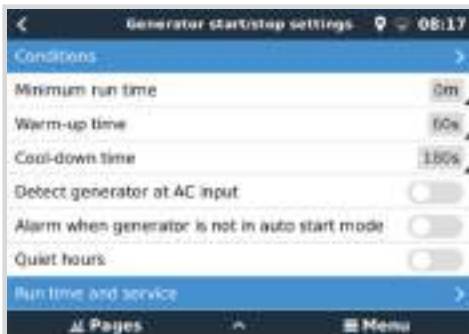 Generator start/stop settings 08:17
Conditions
Minimum run time 0m
Warm-up time 60s
Cool-down time 180s
Detect generator at AC input
Alarm when generator is not in auto start mode
Quiet hours
Run time and service
Pages Menu